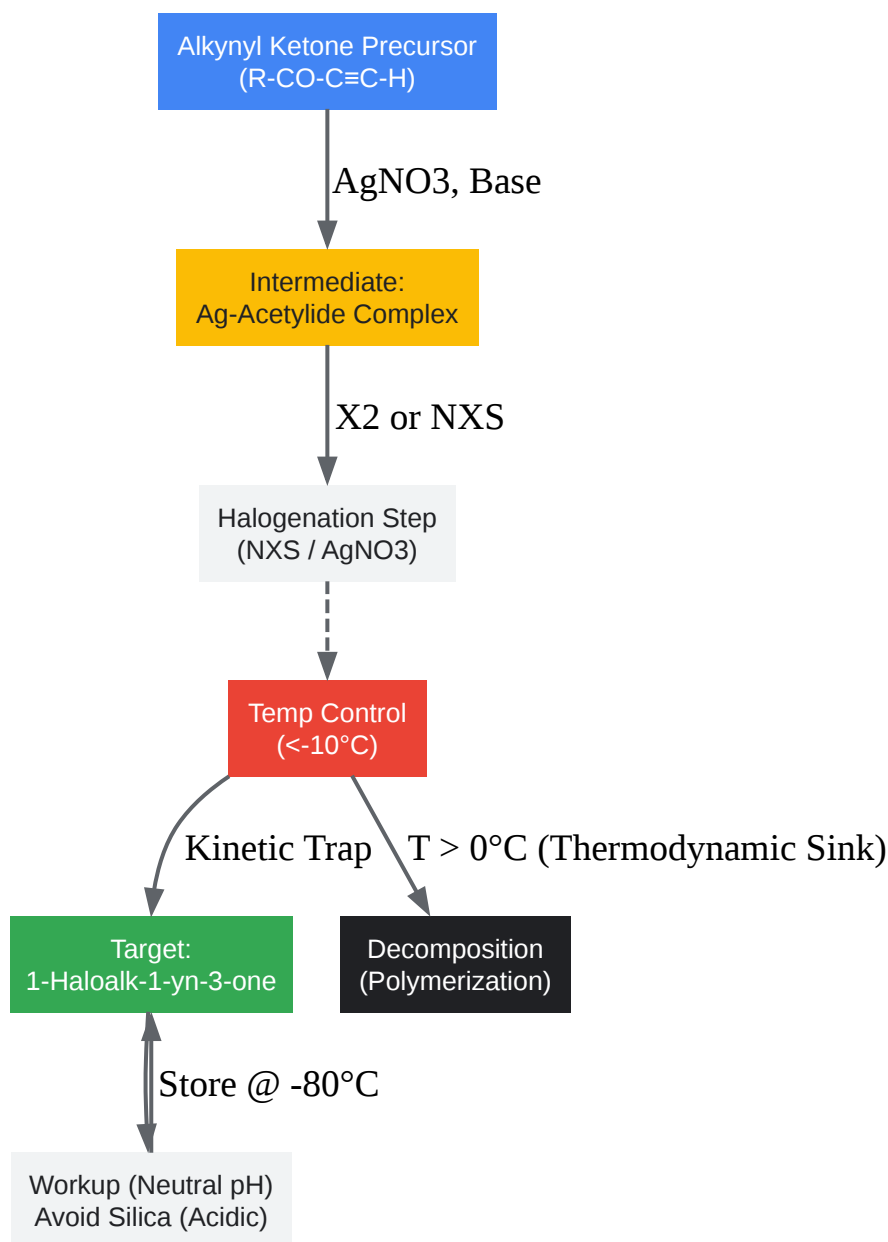 Alkynyl Ketone Precursor
(R-CO-C≡C-H)
AgNO3, Base
Intermediate:
Ag-Acetylide Complex
X2 or NXS
Halogenation Step
(NXS / AgNO3)
Temp Control
(<-10°C)
Kinetic Trap
T > 0°C (Thermodynamic Sink)
Target:
1-Haloalk-1-yn-3-one
Decomposition
(Polymerization)
Store @ -80°C
Workup (Neutral pH)
Avoid Silica (Acidic)